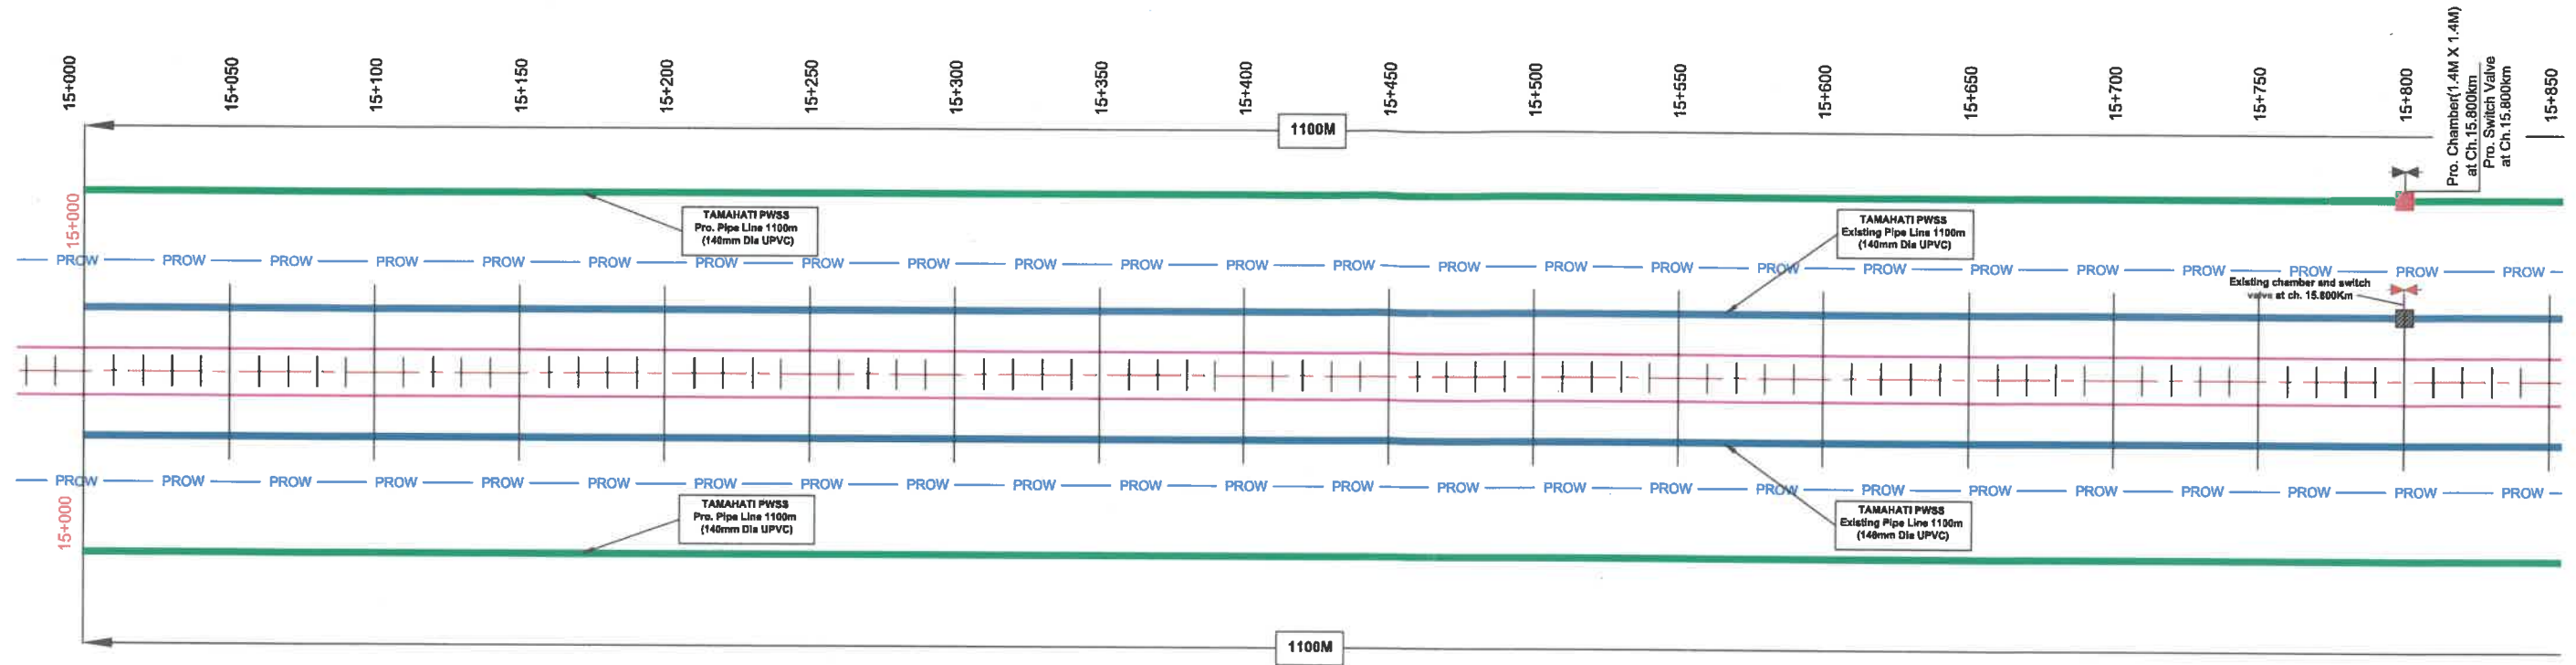 15+000
15+050
15+100
15+150
15+200
15+250
15+300
15+350
15+400
15+450
15+500
15+550
15+600
15+650
15+700
15+750
15+800
15+850
Pro. Chamber(1.4M X 1.4M)
at Ch.15.800km
Pro. Switch Valve
at Ch.15.800km
1100M
15+000
TAMAHATI PWSS
Pro. Pipe Line 1100m
(140mm Dia UPVC)
TAMAHATI PWSS
Existing Pipe Line 1100m
(140mm Dia UPVC)
PROW PROW PROW PROW PROW PROW PROW PROW PROW PROW PROW PROW PROW PROW PROW PROW PROW PROW PROW PROW PROW PROW PROW PROW
Existing chamber and switch
valve at ch. 15.800Km
PROW PROW PROW PROW PROW PROW PROW PROW PROW PROW PROW PROW PROW PROW PROW PROW PROW PROW PROW PROW PROW PROW PROW PROW
15+000
TAMAHATI PWSS
Pro. Pipe Line 1100m
(140mm Dia UPVC)
TAMAHATI PWSS
Existing Pipe Line 1100m
(140mm Dia UPVC)
1100M